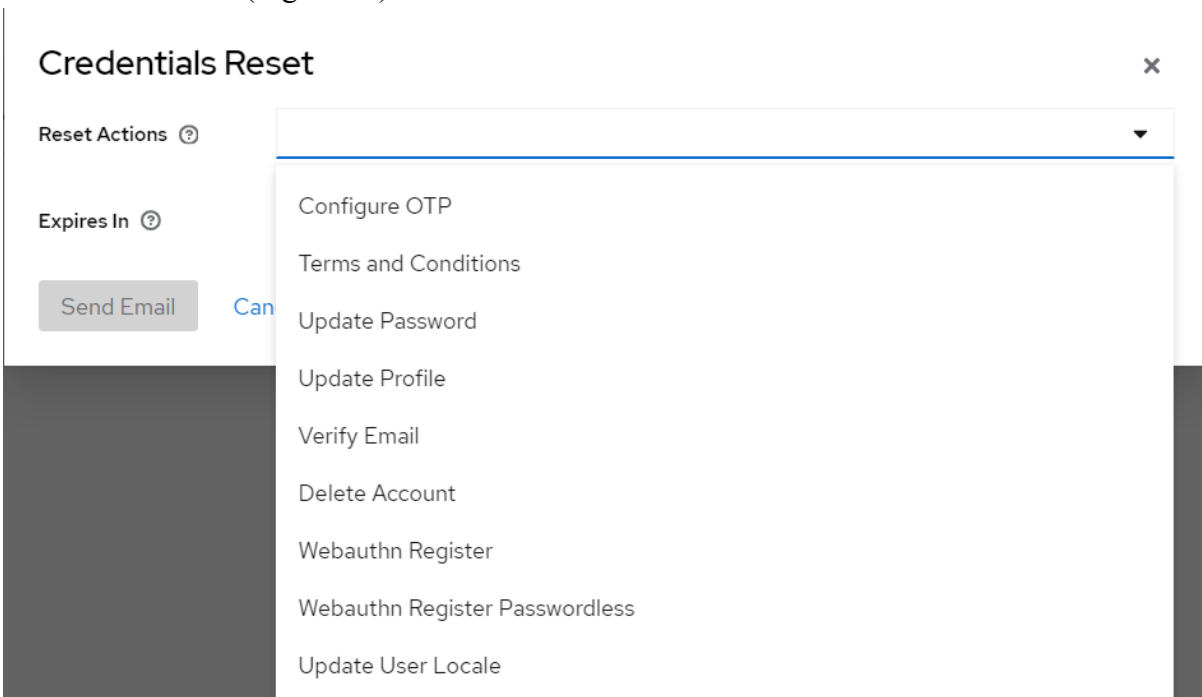 Credentials Reset
Reset Actions
Expires In
Send Email
Can
Configure OTP
Terms and Conditions
Update Password
Update Profile
Verify Email
Delete Account
Webauthn Register
Webauthn Register Passwordless
Update User Locale